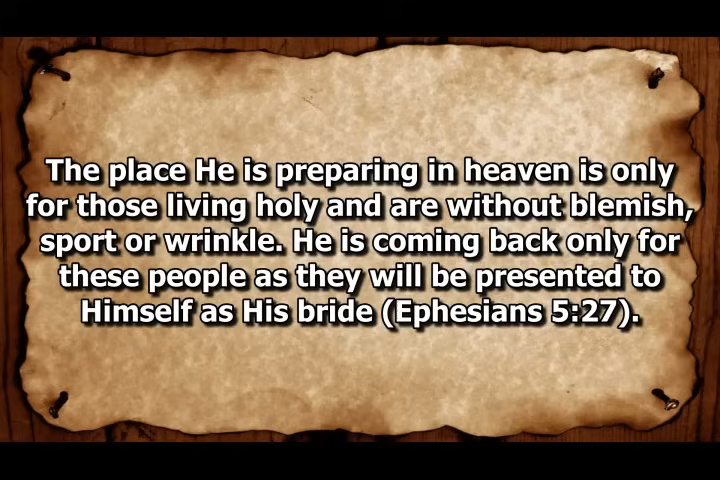 The place He is preparing in heaven is only
for those living holy and are without blemish,
sport or wrinkle. He is coming back only for
these people as they will be presented to
Himself as His bride (Ephesians 5:27).